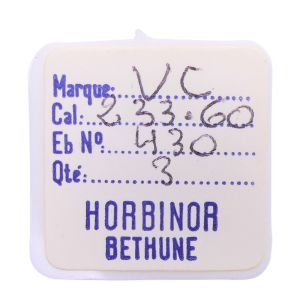 Marque: VC
Cal: 233.60
Eb Nº 430
Qté: 3
HORBINOR
BETHUNE